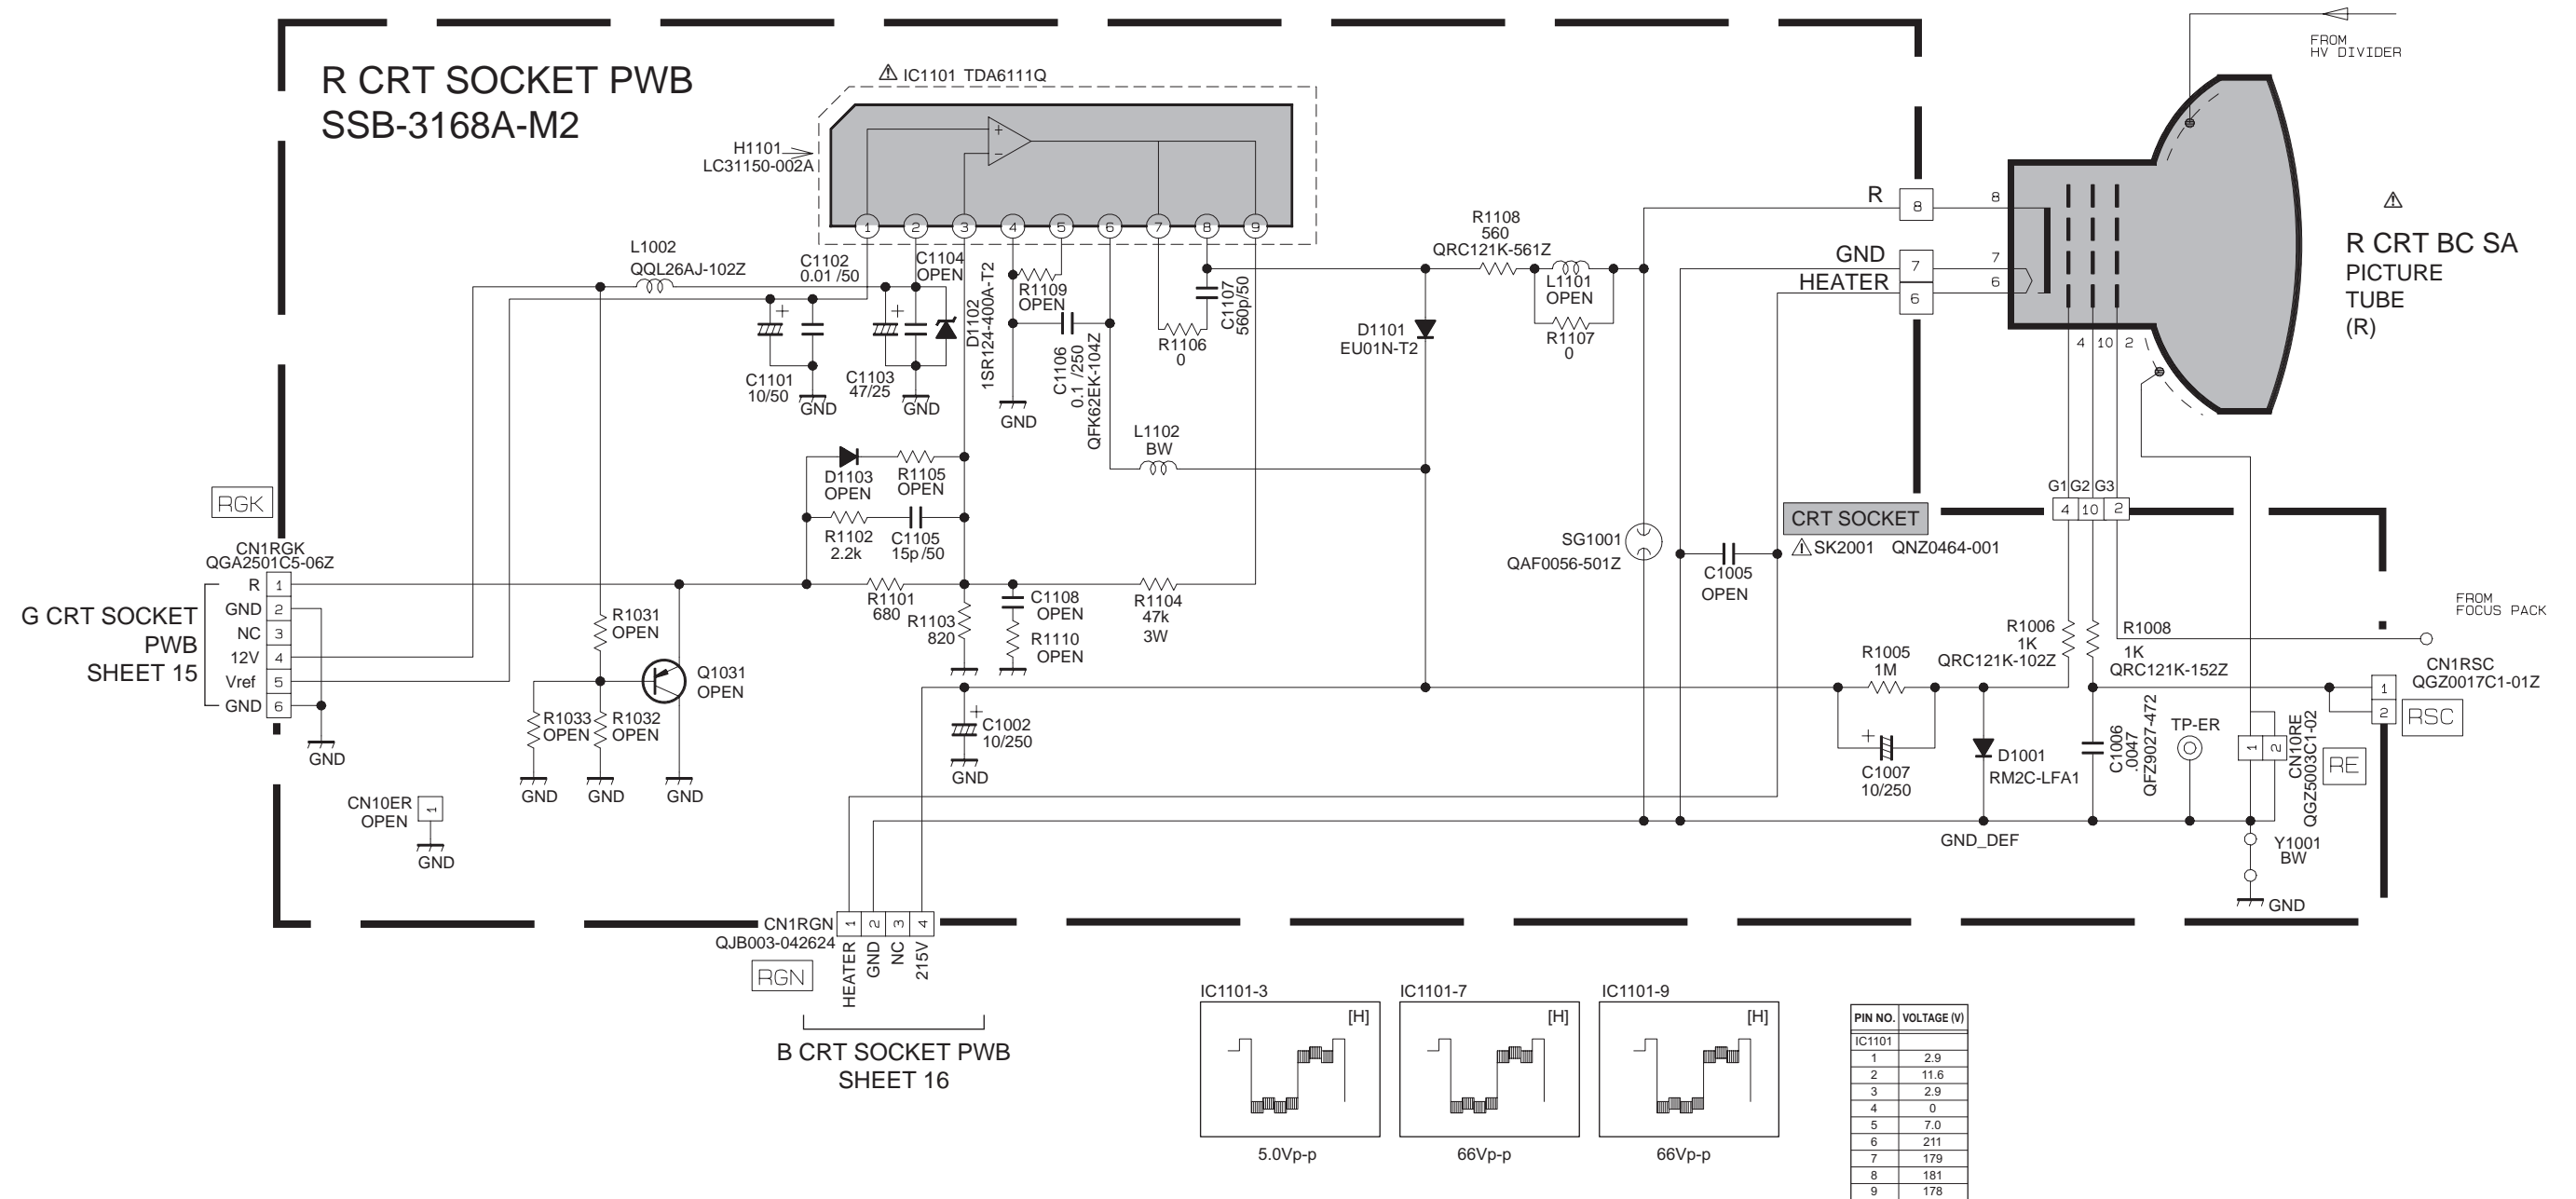 FROM
HV DIVIDER
R CRT SOCKET PWB
SSB-3168A-M2
⚠ IC1101 TDA6111Q
H1101
LC31150-002A
+
−
1 2 3 4 5 6 7 8 9
L1002
QQL26AJ-102Z
C1102
0.01 /50
C1104
OPEN
+
C1101
10/50
GND
+
C1103
47/25
GND
D1102
1SR124-400A-T2
R1109
OPEN
GND
C1106
0.1 /250
QFK62EK-104Z
R1106
0
C1107
560p/50
L1102
BW
D1101
EU01N-T2
R1108
560
QRC121K-561Z
L1101
OPEN
R1107
0
R
8
GND
7
HEATER
6
8
7
6
4 10 2
⚠
R CRT BC SA
PICTURE
TUBE
(R)
D1103
OPEN
R1105
OPEN
R1102
2.2k
C1105
15p /50
RGK
CN1RGK
QGA2501C5-06Z
G CRT SOCKET
PWB
SHEET 15
R 1
GND 2
NC 3
12V 4
Vref 5
GND 6
GND
R1031
OPEN
Q1031
OPEN
R1033
OPEN
R1032
OPEN
GND
GND
GND
R1101
680
R1103
820
C1108
OPEN
R1110
OPEN
R1104
47k
3W
+
C1002
10/250
GND
CN10ER
OPEN
1
GND
SG1001
QAF0056-501Z
C1005
OPEN
CRT SOCKET
⚠ SK2001 QNZ0464-001
G1 G2 G3
4 10 2
R1006
1K
QRC121K-102Z
R1008
1K
QRC121K-152Z
FROM
FOCUS PACK
CN1RSC
QGZ0017C1-01Z
1
2
RSC
R1005
1M
+
C1007
10/250
D1001
RM2C-LFA1
C1006
.0047
QFZ9027-472
TP-ER
1 2
CN10RE
QGZ5003C1-02
RE
GND_DEF
Y1001
BW
GND
CN1RGN
QJB003-042624
1 2 3 4
RGN
HEATER
GND
NC
215V
B CRT SOCKET PWB
SHEET 16
IC1101-3
[H]
5.0Vp-p
IC1101-7
[H]
66Vp-p
IC1101-9
[H]
66Vp-p
PIN NO. VOLTAGE (V)
IC1101
1 2.9
2 11.6
3 2.9
4 0
5 7.0
6 211
7 179
8 181
9 178